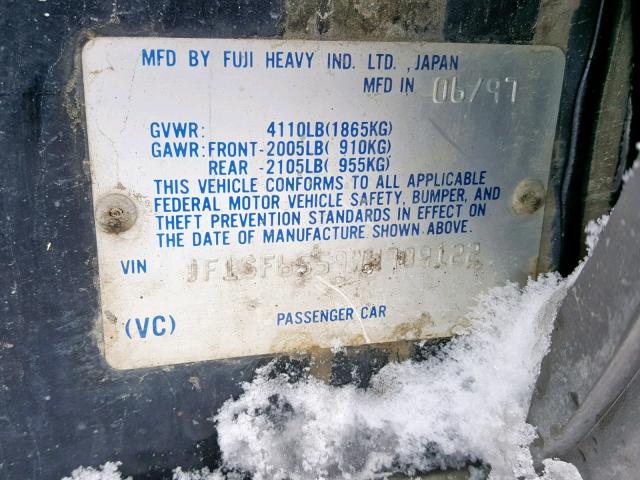 MFD BY FUJI HEAVY IND. LTD. ,JAPAN
MFD IN 06/97
GVWR: 4110LB(1865KG)
GAWR:FRONT-2005LB( 910KG)
REAR -2105LB( 955KG)
THIS VEHICLE CONFORMS TO ALL APPLICABLE
FEDERAL MOTOR VEHICLE SAFETY, BUMPER, AND
THEFT PREVENTION STANDARDS IN EFFECT ON
THE DATE OF MANUFACTURE SHOWN ABOVE.
VIN
(VC) PASSENGER CAR